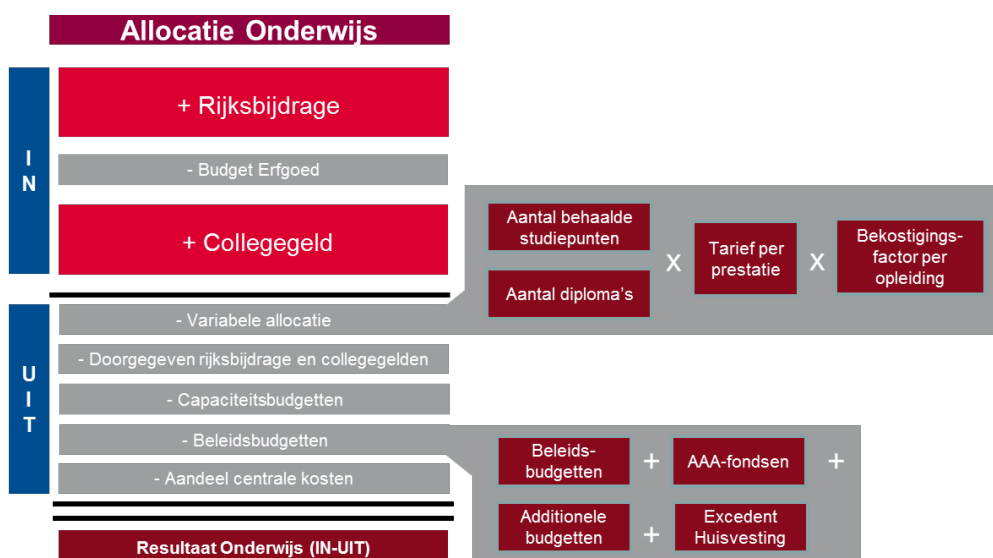 Allocatie Onderwijs
I
N
+ Rijksbijdrage
- Budget Erfgoed
+ Collegegeld
U
I
T
- Variabele allocatie
- Doorgegeven rijksbijdrage en collegegelden
- Capaciteitsbudgetten
- Beleidsbudgetten
- Aandeel centrale kosten
Resultaat Onderwijs (IN-UIT)
Aantal behaalde
studiepunten
Aantal diploma's
X
Tarief per
prestatie
X
Bekostigings-
factor per
opleiding
Beleids-
budgetten
+
AAA-fondsen
+
Additionele
budgetten
+
Excedent
Huisvesting